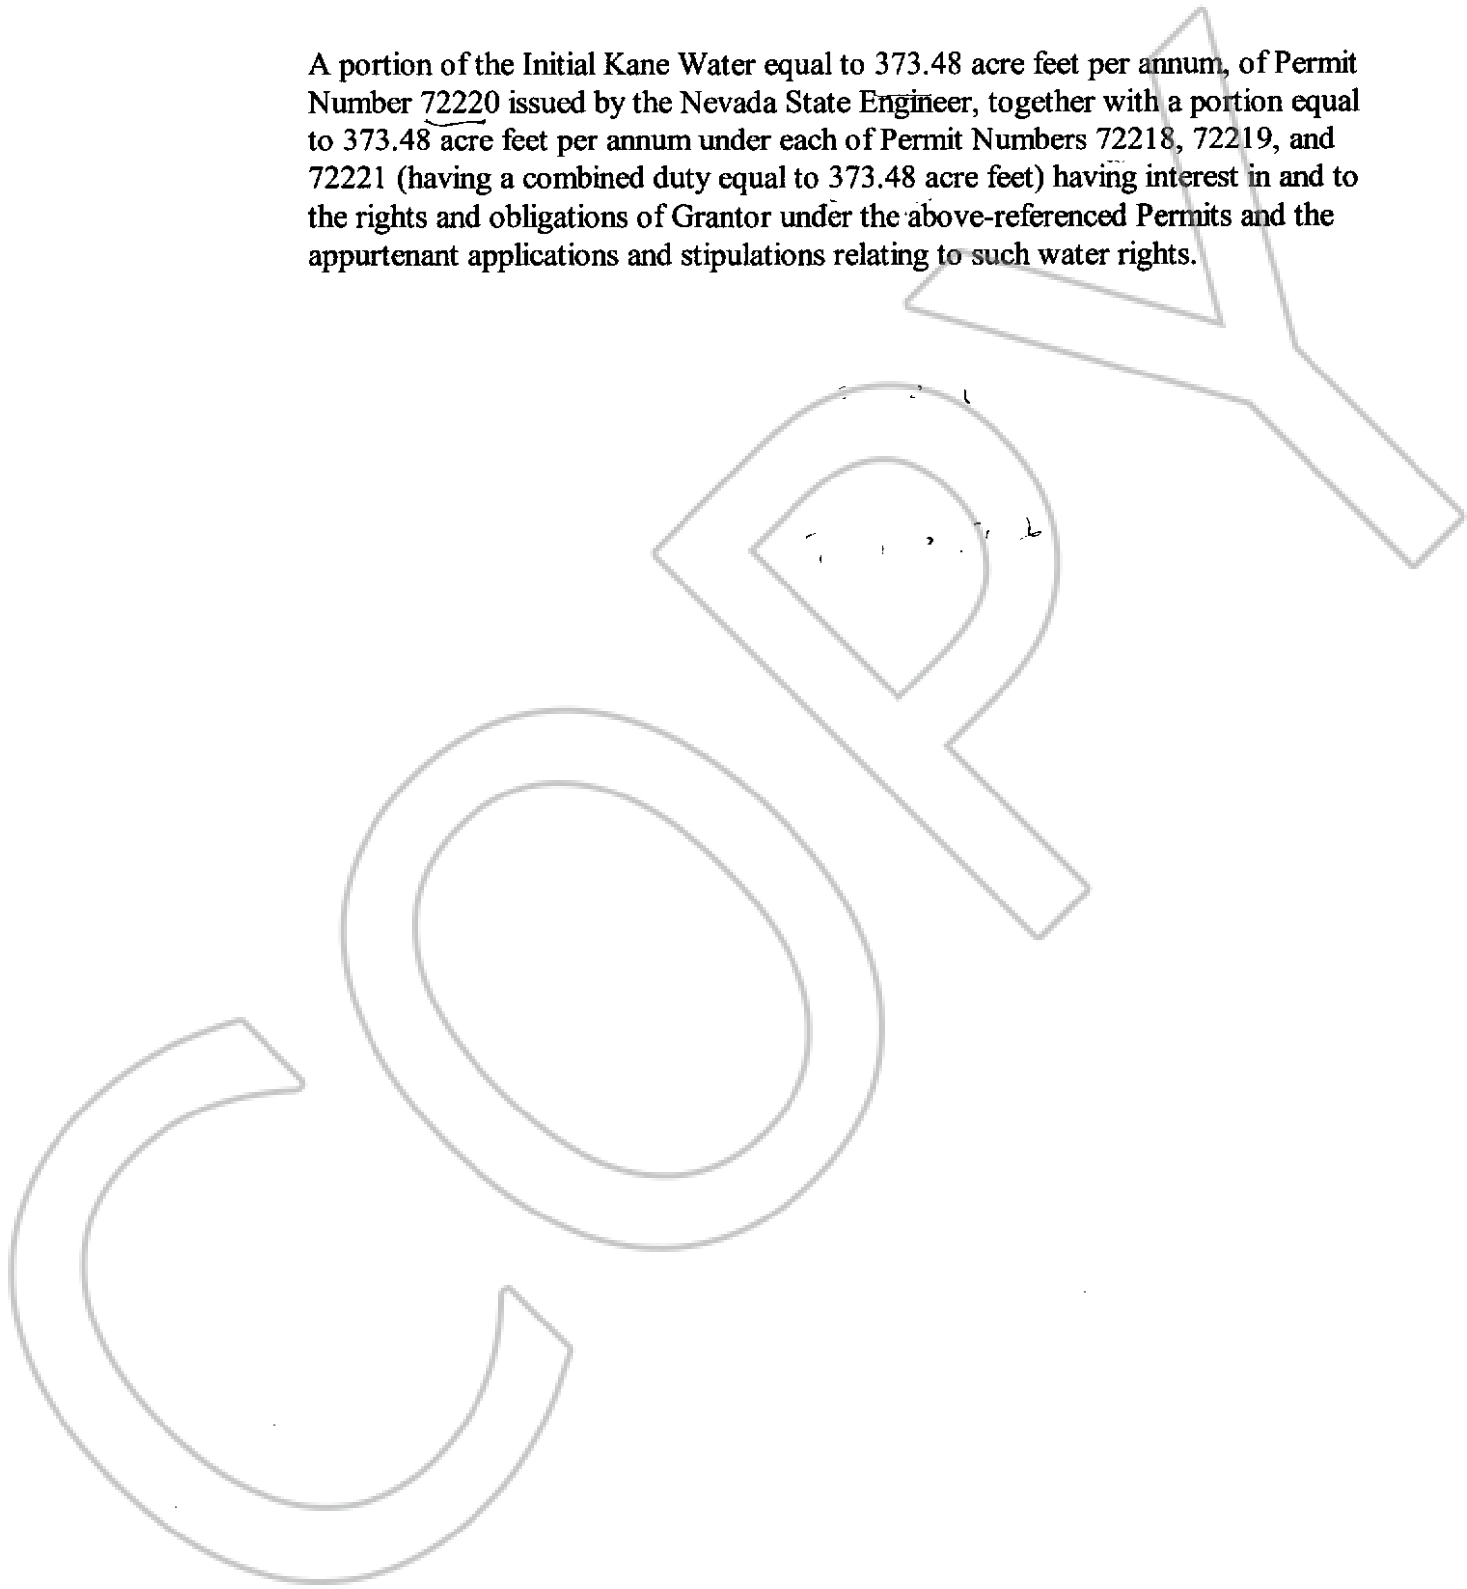 A portion of the Initial Kane Water equal to 373.48 acre feet per annum, of Permit
Number 72220 issued by the Nevada State Engineer, together with a portion equal
to 373.48 acre feet per annum under each of Permit Numbers 72218, 72219, and
72221 (having a combined duty equal to 373.48 acre feet) having interest in and to
the rights and obligations of Grantor under the above-referenced Permits and the
appurtenant applications and stipulations relating to such water rights.
COPY